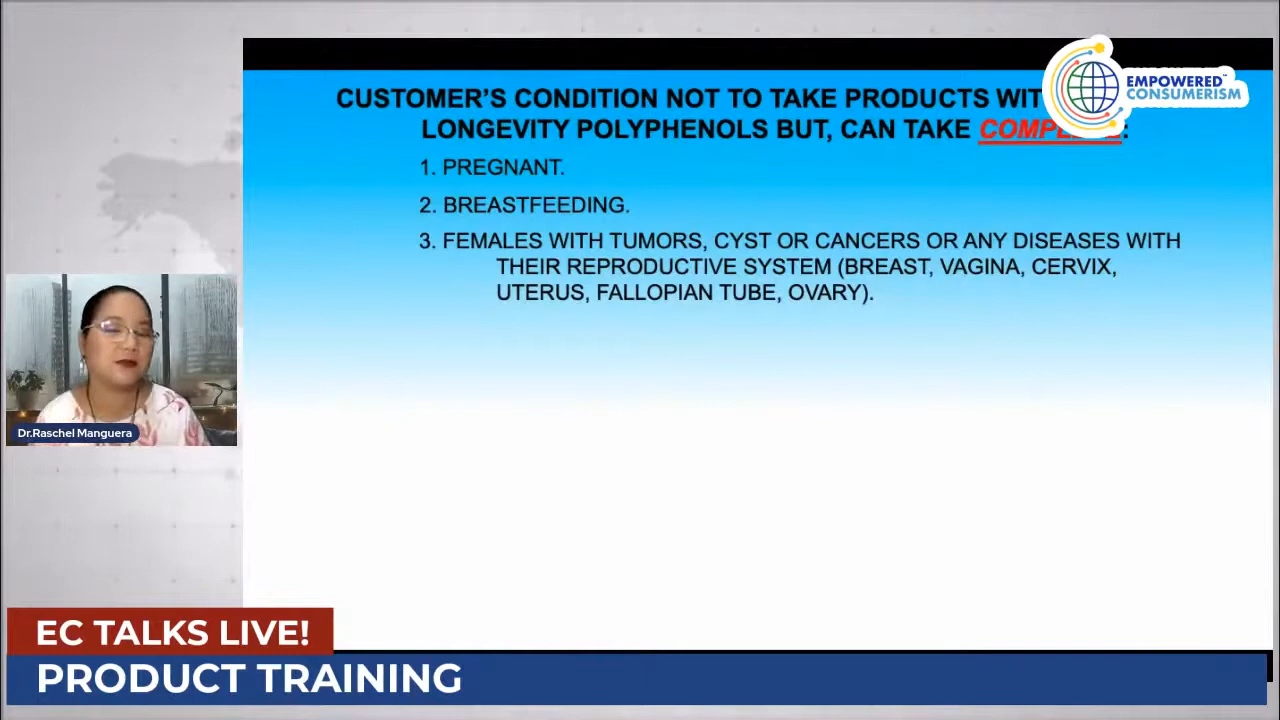 EMPOWERED™
CONSUMERISM
CUSTOMER'S CONDITION NOT TO TAKE PRODUCTS
LONGEVITY POLYPHENOLS BUT, CAN TAKE
1. PREGNANT.
2. BREASTFEEDING.
3. FEMALES WITH TUMORS, CYST OR CANCERS OR ANY DISEASES WITH
THEIR REPRODUCTIVE SYSTEM (BREAST, VAGINA, CERVIX,
UTERUS, FALLOPIAN TUBE, OVARY).
Dr.Raschel Manguera
EC TALKS LIVE!
PRODUCT TRAINING